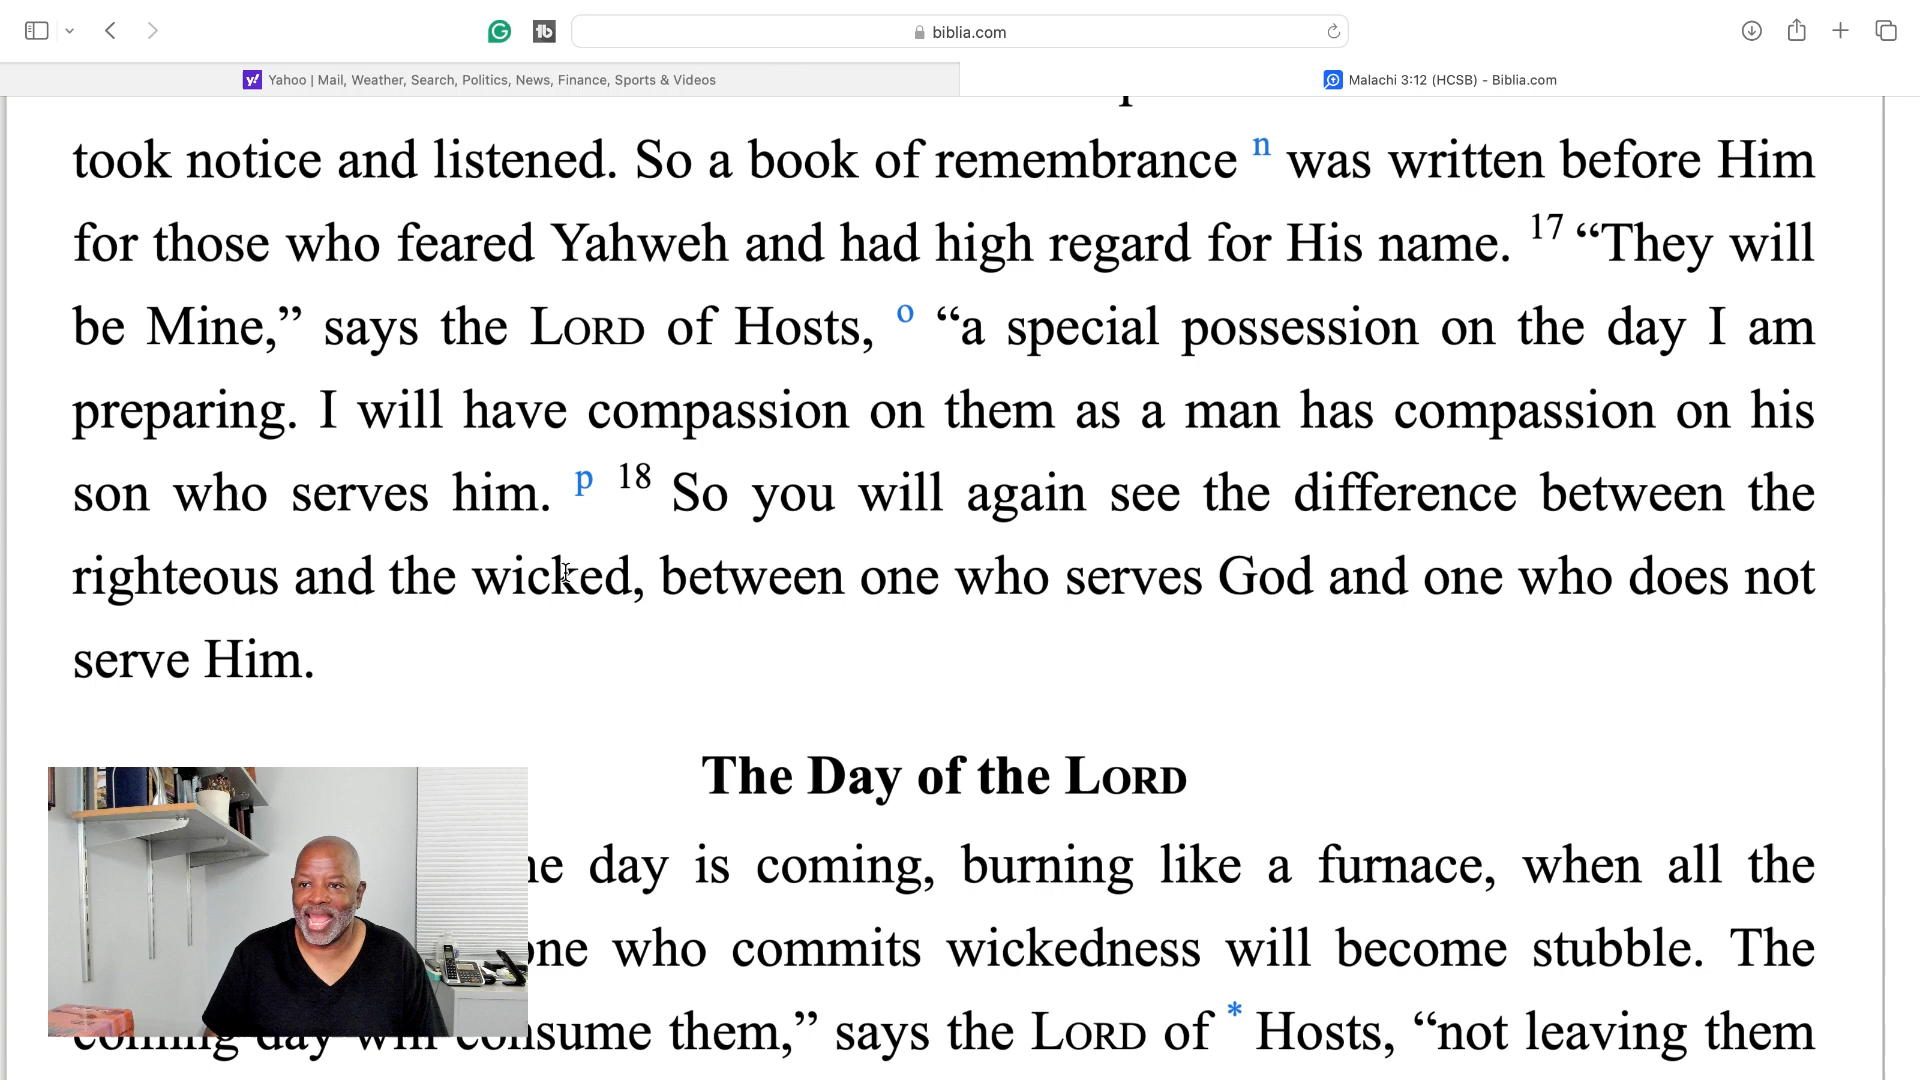 biblia.com
Yahoo | Mail, Weather, Search, Politics, News, Finance, Sports & Videos
Malachi 3:12 (HCSB) - Biblia.com
took notice and listened. So a book of remembrance n was written before Him
for those who feared Yahweh and had high regard for His name. 17 “They will
be Mine,” says the LORD of Hosts, o “a special possession on the day I am
preparing. I will have compassion on them as a man has compassion on his
son who serves him. p 18 So you will again see the difference between the
righteous and the wicked, between one who serves God and one who does not
serve Him.
The Day of the LORD
day is coming, burning like a furnace, when all the
who commits wickedness will become stubble. The
coming day will consume them,” says the LORD of * Hosts, “not leaving them